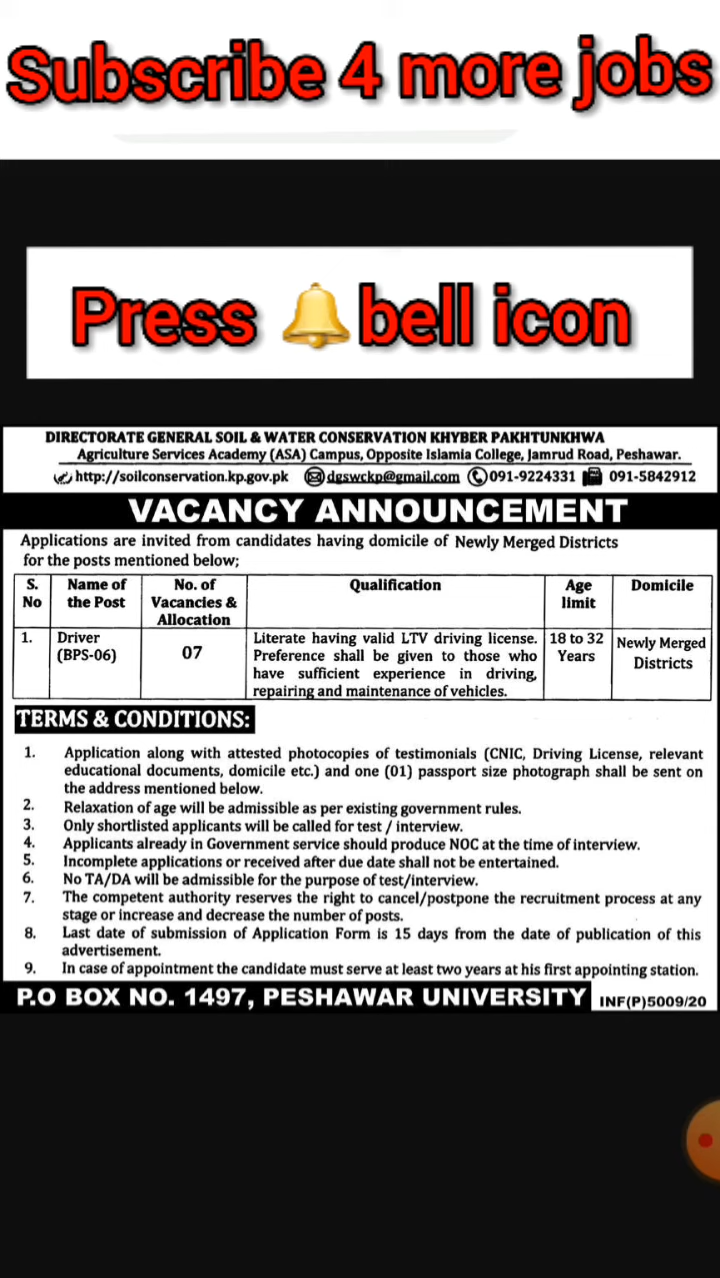 Subscribe 4 more jobs
Press 🔔 bell icon
DIRECTORATE GENERAL SOIL & WATER CONSERVATION KHYBER PAKHTUNKHWA
Agriculture Services Academy (ASA) Campus, Opposite Islamia College, Jamrud Road, Peshawar.
http://soilconservation.kp.gov.pk dgswckp@gmail.com 091-9224331 091-5842912
VACANCY ANNOUNCEMENT
Applications are invited from candidates having domicile of Newly Merged Districts
for the posts mentioned below;
S. No Name of the Post No. of Vacancies & Allocation Qualification Age limit Domicile
1. Driver (BPS-06) 07 Literate having valid LTV driving license. 18 to 32 Years Newly Merged Districts
Preference shall be given to those who
have sufficient experience in driving,
repairing and maintenance of vehicles.
TERMS & CONDITIONS:
1. Application along with attested photocopies of testimonials (CNIC, Driving License, relevant
educational documents, domicile etc.) and one (01) passport size photograph shall be sent on
the address mentioned below.
2. Relaxation of age will be admissible as per existing government rules.
3. Only shortlisted applicants will be called for test / interview.
4. Applicants already in Government service should produce NOC at the time of interview.
5. Incomplete applications or received after due date shall not be entertained.
6. No TA/DA will be admissible for the purpose of test/interview.
7. The competent authority reserves the right to cancel/postpone the recruitment process at any
stage or increase and decrease the number of posts.
8. Last date of submission of Application Form is 15 days from the date of publication of this
advertisement.
9. In case of appointment the candidate must serve at least two years at his first appointing station.
P.O BOX NO. 1497, PESHAWAR UNIVERSITY INF(P)5009/20